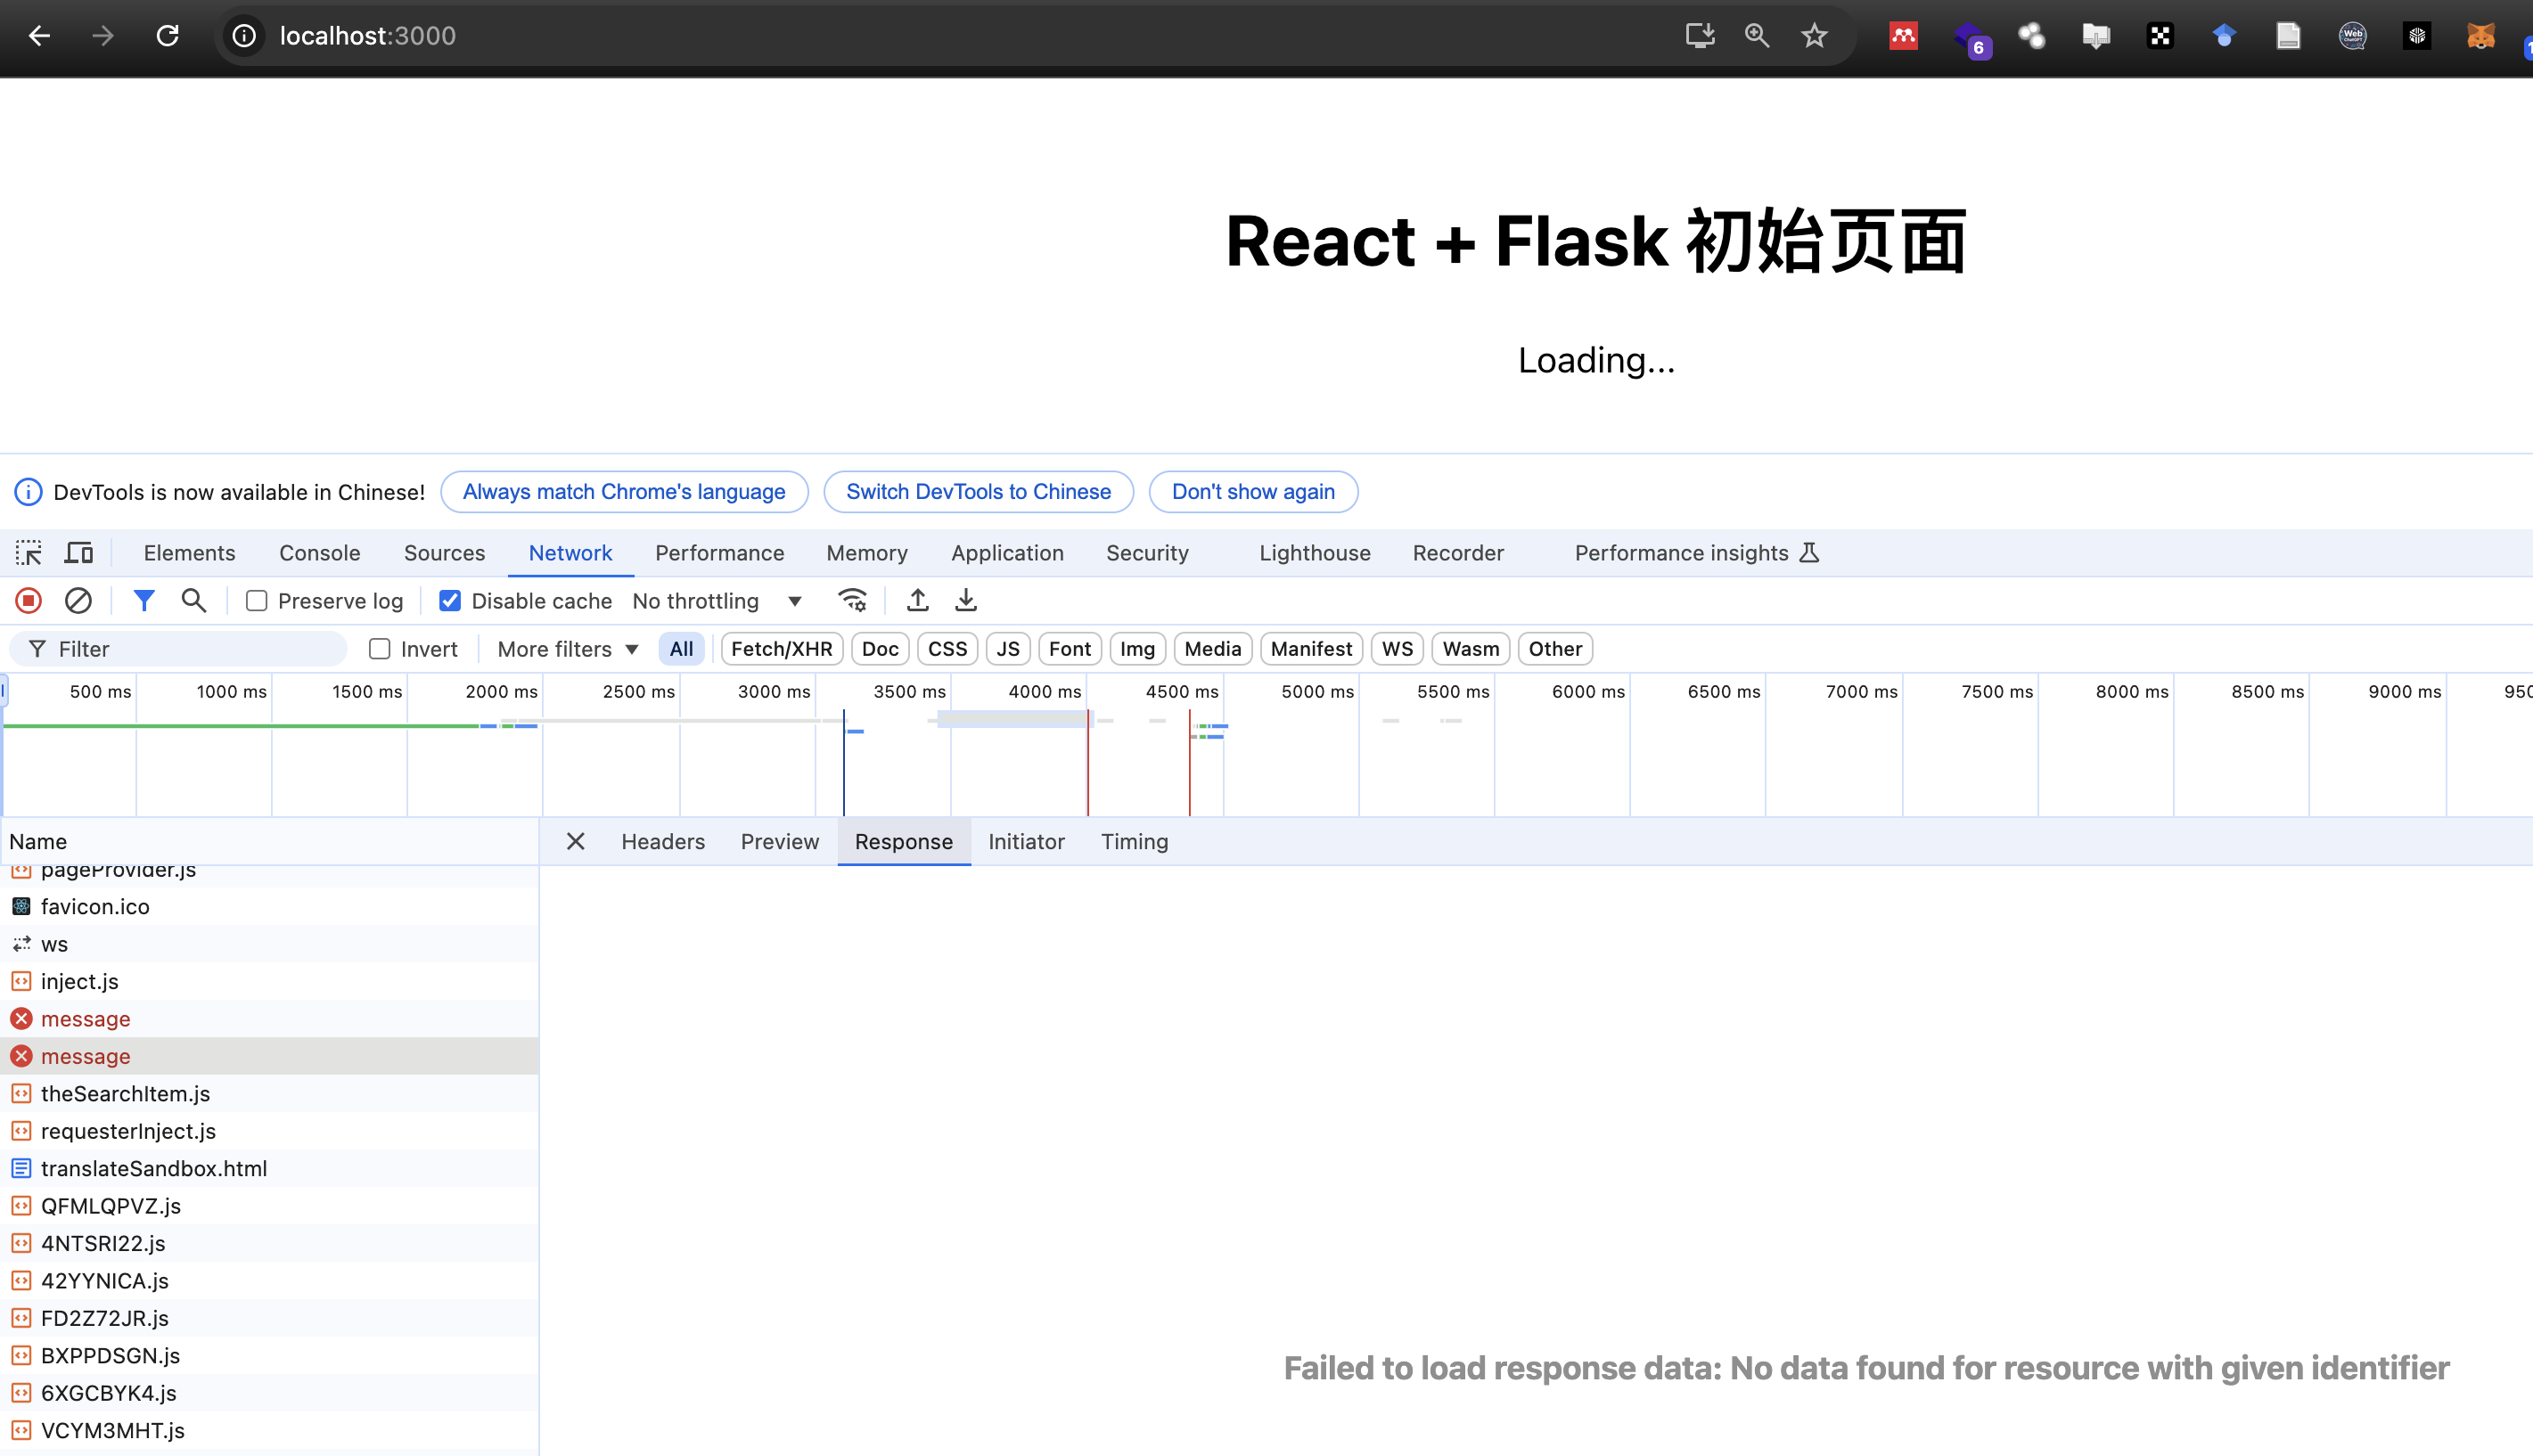 localhost:3000
6
Web
React + Flask 初始页面
Loading...
DevTools is now available in Chinese!
Always match Chrome's language
Switch DevTools to Chinese
Don't show again
Elements
Console
Sources
Network
Performance
Memory
Application
Security
Lighthouse
Recorder
Performance insights
Preserve log
Disable cache
No throttling
Filter
Invert
More filters
All
Fetch/XHR
Doc
CSS
JS
Font
Img
Media
Manifest
WS
Wasm
Other
500 ms
1000 ms
1500 ms
2000 ms
2500 ms
3000 ms
3500 ms
4000 ms
4500 ms
5000 ms
5500 ms
6000 ms
6500 ms
7000 ms
7500 ms
8000 ms
8500 ms
9000 ms
950
Name
Headers
Preview
Response
Initiator
Timing
pageProvider.js
favicon.ico
ws
inject.js
message
message
theSearchItem.js
requesterInject.js
translateSandbox.html
QFMLQPVZ.js
4NTSRI22.js
42YYNICA.js
FD2Z72JR.js
BXPPDSGN.js
6XGCBYK4.js
VCYM3MHT.js
Failed to load response data: No data found for resource with given identifier